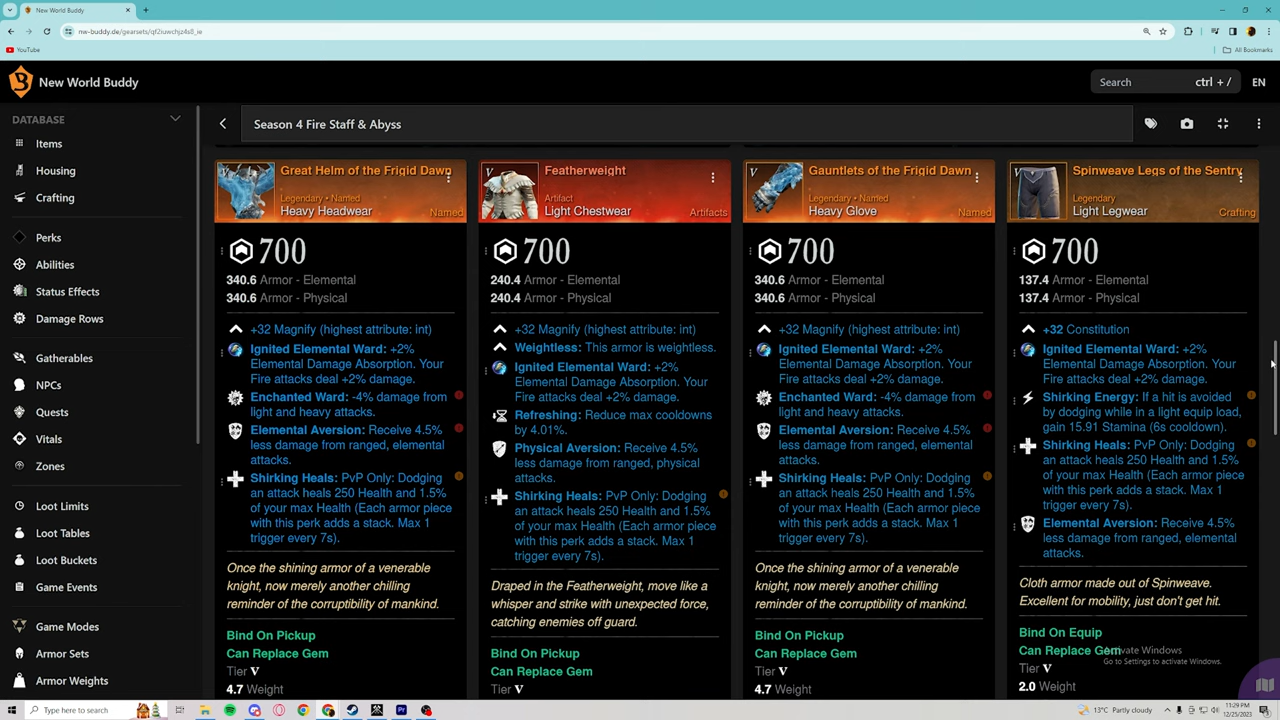 New World Buddy
nw-buddy.de/gearsets/qf2iuwchjz4s8_ie
YouTube
All Bookmarks
New World Buddy
Search ctrl + /
EN
DATABASE
Items
Housing
Crafting
Perks
Abilities
Status Effects
Damage Rows
Gatherables
NPCs
Quests
Vitals
Zones
Loot Limits
Loot Tables
Loot Buckets
Game Events
Game Modes
Armor Sets
Armor Weights
Season 4 Fire Staff & Abyss
V
Great Helm of the Frigid Dawn
Legendary • Named
Heavy Headwear
Named
700
340.6 Armor - Elemental
340.6 Armor - Physical
+32 Magnify (highest attribute: int)
Ignited Elemental Ward: +2%
Elemental Damage Absorption. Your
Fire attacks deal +2% damage.
Enchanted Ward: -4% damage from
light and heavy attacks.
Elemental Aversion: Receive 4.5%
less damage from ranged, elemental
attacks.
Shirking Heals: PvP Only: Dodging
an attack heals 250 Health and 1.5%
of your max Health (Each armor piece
with this perk adds a stack. Max 1
trigger every 7s).
Once the shining armor of a venerable
knight, now merely another chilling
reminder of the corruptibility of mankind.
Bind On Pickup
Can Replace Gem
Tier V
4.7 Weight
V
Featherweight
Artifact
Light Chestwear
Artifacts
700
240.4 Armor - Elemental
240.4 Armor - Physical
+32 Magnify (highest attribute: int)
Weightless: This armor is weightless.
Ignited Elemental Ward: +2%
Elemental Damage Absorption. Your
Fire attacks deal +2% damage.
Refreshing: Reduce max cooldowns
by 4.01%.
Physical Aversion: Receive 4.5%
less damage from ranged, physical
attacks.
Shirking Heals: PvP Only: Dodging
an attack heals 250 Health and 1.5%
of your max Health (Each armor piece
with this perk adds a stack. Max 1
trigger every 7s).
Draped in the Featherweight, move like a
whisper and strike with unexpected force,
catching enemies off guard.
Bind On Pickup
Can Replace Gem
Tier V
V
Gauntlets of the Frigid Dawn
Legendary • Named
Heavy Glove
Named
700
340.6 Armor - Elemental
340.6 Armor - Physical
+32 Magnify (highest attribute: int)
Ignited Elemental Ward: +2%
Elemental Damage Absorption. Your
Fire attacks deal +2% damage.
Enchanted Ward: -4% damage from
light and heavy attacks.
Elemental Aversion: Receive 4.5%
less damage from ranged, elemental
attacks.
Shirking Heals: PvP Only: Dodging
an attack heals 250 Health and 1.5%
of your max Health (Each armor piece
with this perk adds a stack. Max 1
trigger every 7s).
Once the shining armor of a venerable
knight, now merely another chilling
reminder of the corruptibility of mankind.
Bind On Pickup
Can Replace Gem
Tier V
4.7 Weight
V
Spinweave Legs of the Sentry
Legendary
Light Legwear
Crafting
700
137.4 Armor - Elemental
137.4 Armor - Physical
+32 Constitution
Ignited Elemental Ward: +2%
Elemental Damage Absorption. Your
Fire attacks deal +2% damage.
Shirking Energy: If a hit is avoided
by dodging while in a light equip load,
gain 15.91 Stamina (6s cooldown).
Shirking Heals: PvP Only: Dodging
an attack heals 250 Health and 1.5%
of your max Health (Each armor piece
with this perk adds a stack. Max 1
trigger every 7s).
Elemental Aversion: Receive 4.5%
less damage from ranged, elemental
attacks.
Cloth armor made out of Spinweave.
Excellent for mobility, just don't get hit.
Bind On Equip
Can Replace Gem
Tier V
2.0 Weight
Activate Windows
Go to Settings to activate Windows.
Type here to search
13°C Partly cloudy
11:29 PM
12/25/2023